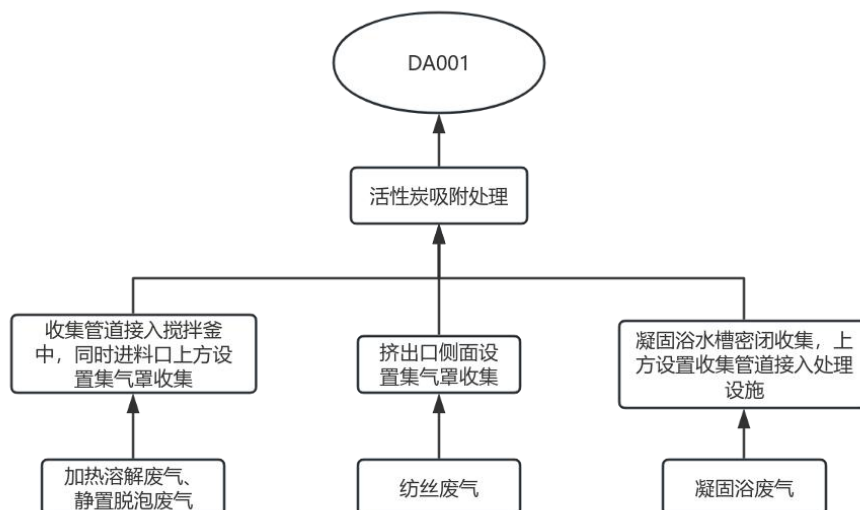 DA001
活性炭吸附处理
收集管道接入搅拌釜
中，同时进料口上方设
置集气罩收集
挤出口侧面设
置集气罩收集
凝固浴水槽密闭收集，上
方设置收集管道接入处理
设施
加热溶解废气、
静置脱泡废气
纺丝废气
凝固浴废气